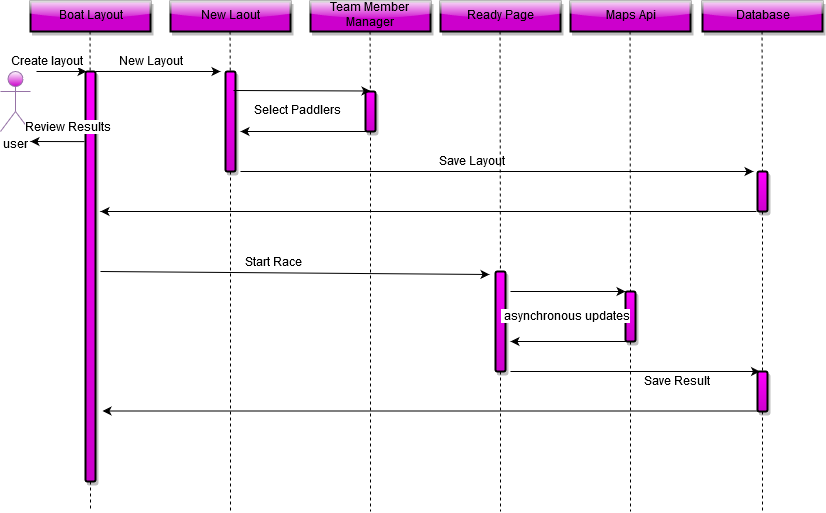 Boat Layout
New Laout
Team Member
Manager
Ready Page
Maps Api
Database
Create layout
New Layout
Select Paddlers
Review Results
user
Save Layout
Start Race
asynchronous updates
Save Result